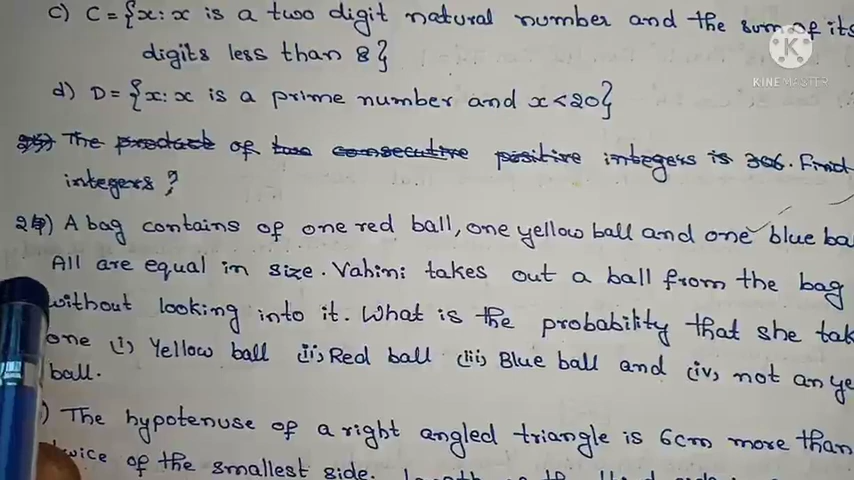 c) C = {x: x is a two digit natural number and the sum of its
digits less than 8}
K
KINEMASTER
d) D = {x: x is a prime number and x < 20}
The product of two consecutive positive integers is 306. Find
integers?
24) A bag contains of one red ball, one yellow ball and one blue ba
All are equal in size. Vahini takes out a ball from the bag
without looking into it. What is the probability that she tak
one (i) Yellow ball (ii) Red ball (iii) Blue ball and (iv) not an ye
ball.
) The hypotenuse of a right angled triangle is 6cm more than
twice of the smallest side.